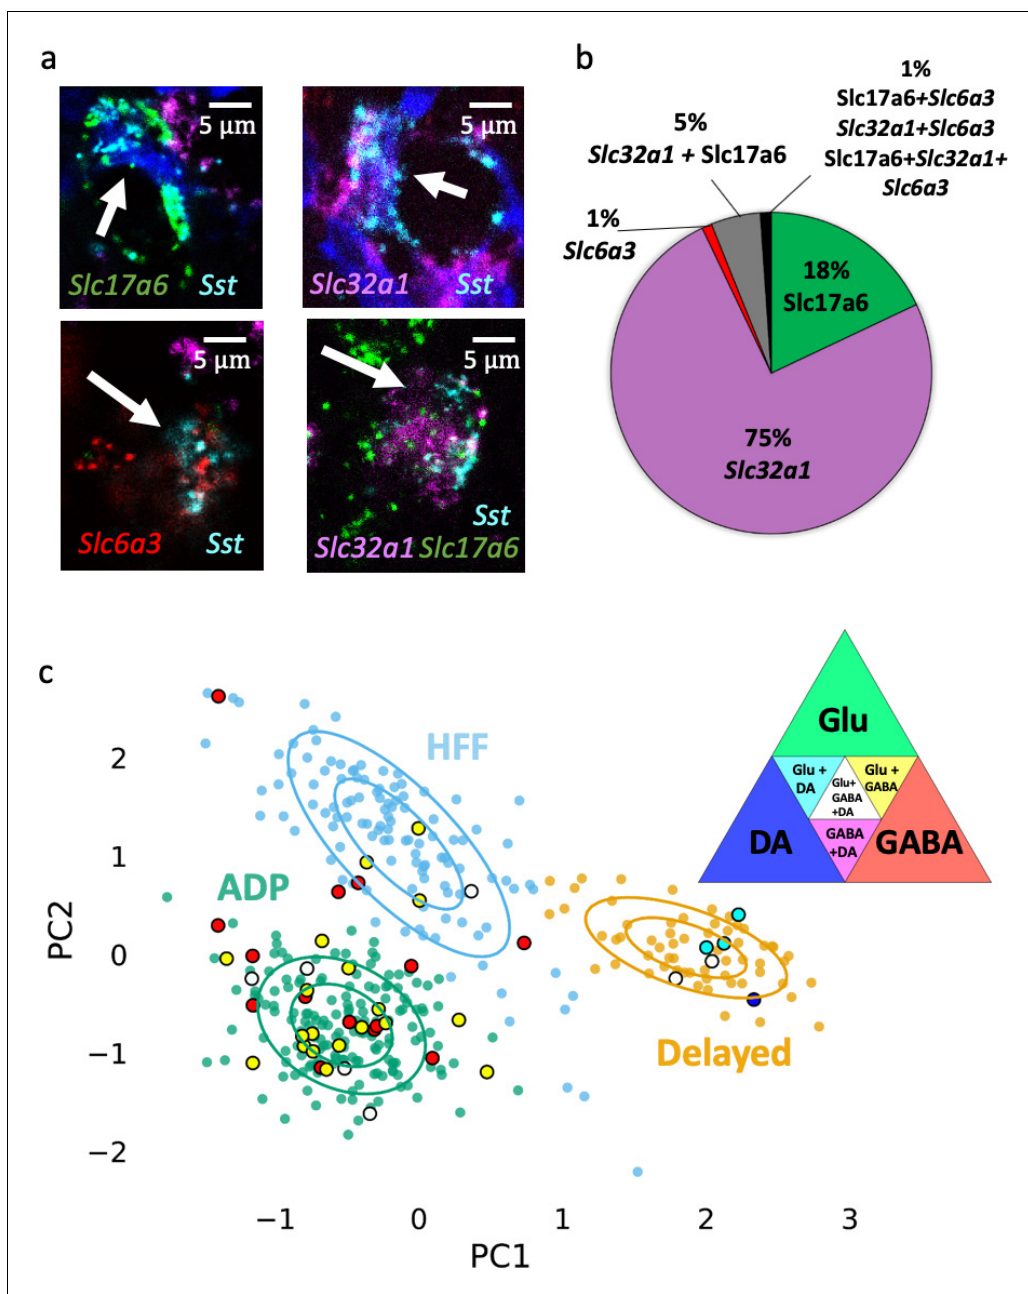 a
5 µm
Slc17a6 Sst
5 µm
Slc32a1 Sst
5 µm
Slc6a3 Sst
5 µm
Sst
Slc32a1 Slc17a6
b
1%
Slc17a6+Slc6a3
Slc32a1+Slc6a3
Slc17a6+Slc32a1+
Slc6a3
5%
Slc32a1 + Slc17a6
1%
Slc6a3
18%
Slc17a6
75%
Slc32a1
c
HFF
ADP
Delayed
Glu
Glu +
DA
Glu+
GABA
+DA
Glu +
GABA
DA
GABA
+DA
GABA
PC2
2
1
0
−1
−2
−1 0 1 2 3
PC1